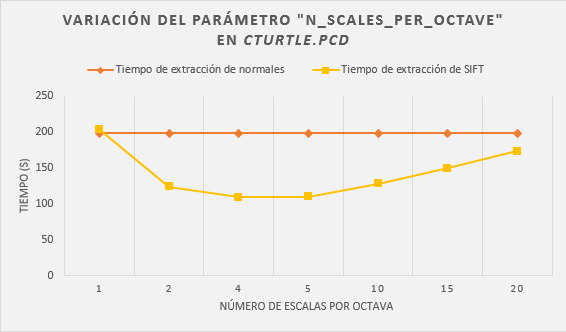 VARIACIÓN DEL PARÁMETRO "N_SCALES_PER_OCTAVE"
EN CTURTLE.PCD
Tiempo de extracción de normales
Tiempo de extracción de SIFT
TIEMPO (S)
250
200
150
100
50
0
1 2 4 5 10 15 20
NÚMERO DE ESCALAS POR OCTAVA